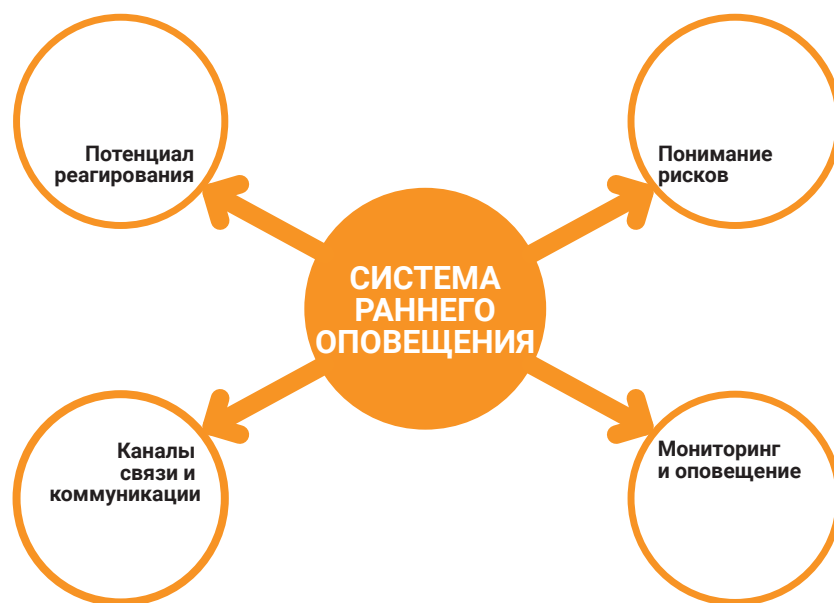 Потенциал
реагирования
Понимание
рисков
СИСТЕМА
РАННЕГО
ОПОВЕЩЕНИЯ
Каналы
связи и
коммуникации
Мониторинг
и оповещение